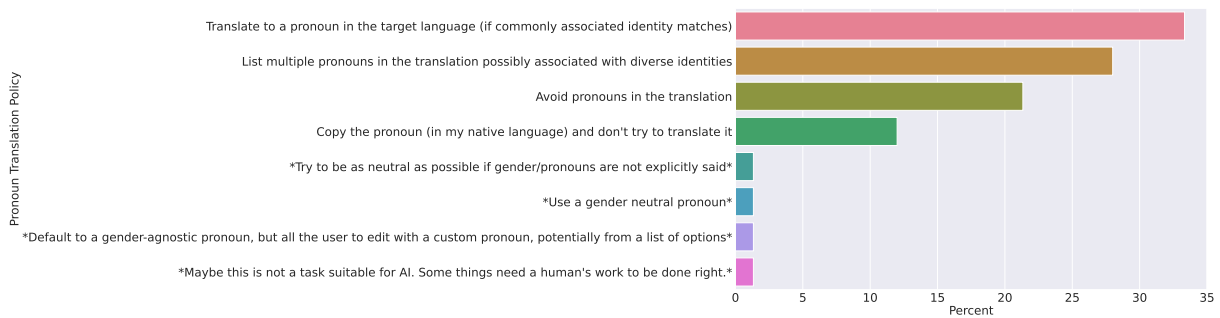 Pronoun Translation Policy
Translate to a pronoun in the target language (if commonly associated identity matches)
List multiple pronouns in the translation possibly associated with diverse identities
Avoid pronouns in the translation
Copy the pronoun (in my native language) and don't try to translate it
*Try to be as neutral as possible if gender/pronouns are not explicitly said*
*Use a gender neutral pronoun*
*Default to a gender-agnostic pronoun, but all the user to edit with a custom pronoun, potentially from a list of options*
*Maybe this is not a task suitable for AI. Some things need a human's work to be done right.*
0 5 10 15 20 25 30 35
Percent